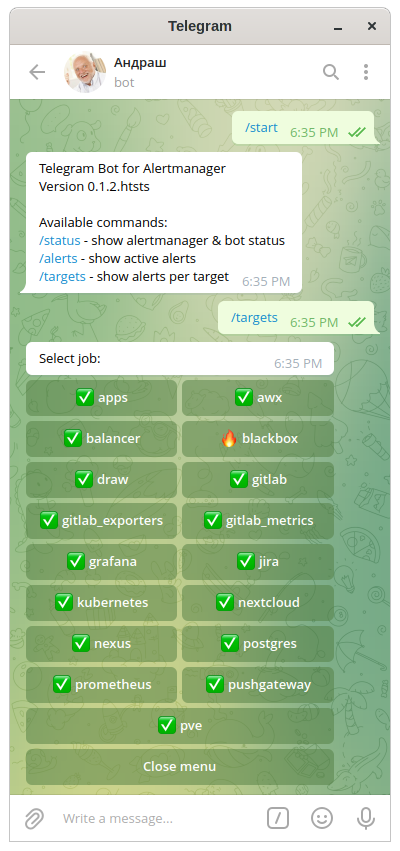 Telegram
Андраш
bot
/start 6:35 PM
Telegram Bot for Alertmanager
Version 0.1.2.htsts
Available commands:
/status - show alertmanager & bot status
/alerts - show active alerts
/targets - show alerts per target 6:35 PM
/targets 6:35 PM
Select job: 6:35 PM
✅ apps ✅ awx
✅ balancer 🔥 blackbox
✅ draw ✅ gitlab
✅ gitlab_exporters ✅ gitlab_metrics
✅ grafana ✅ jira
✅ kubernetes ✅ nextcloud
✅ nexus ✅ postgres
✅ prometheus ✅ pushgateway
✅ pve
Close menu
Write a message...